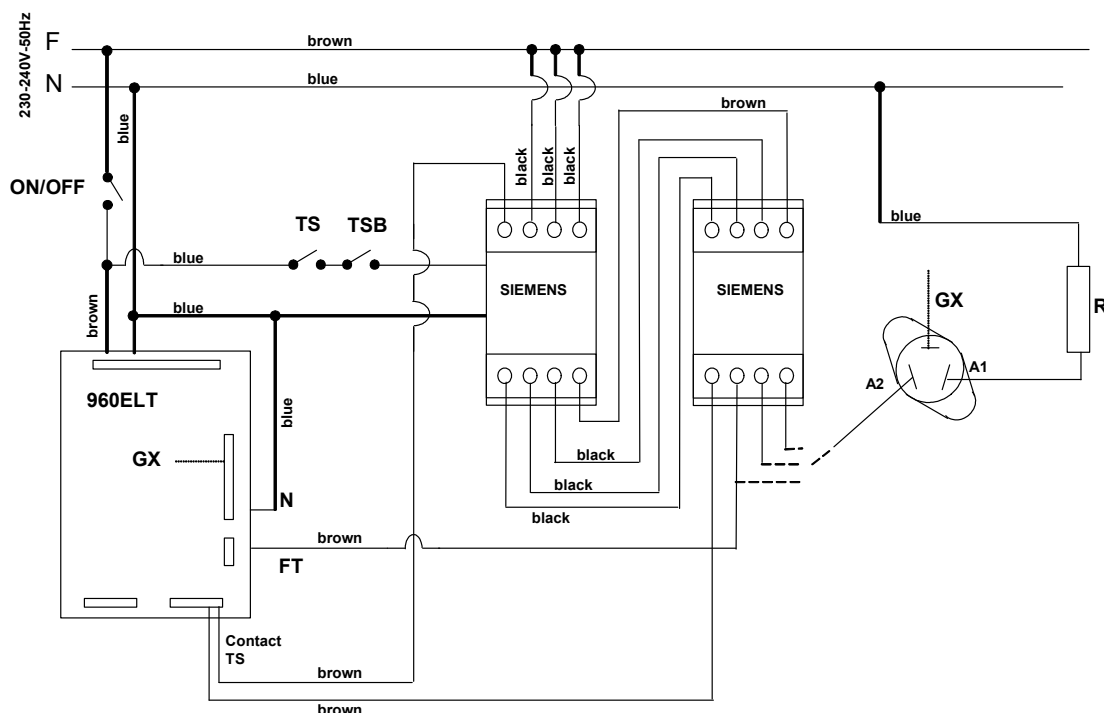 230-240V-50Hz
F
brown
N
blue
brown
blue
black
black
black
ON/OFF
blue
TS
TSB
blue
SIEMENS
SIEMENS
GX
R
blue
brown
A1
A2
960ELT
blue
GX
black
N
black
black
brown
FT
Contact
TS
brown
brown